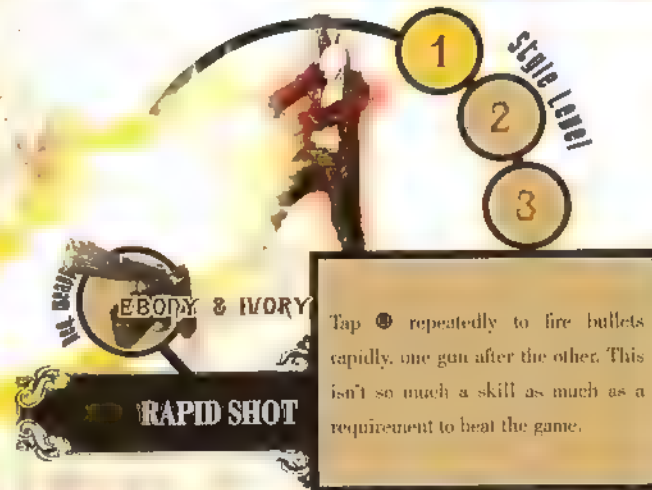 1
Style Level
2
3
EBONY & IVORY
RAPID SHOT
Tap repeatedly to fire bullets
rapidly, one gun after the other. This
isn't so much a skill as much as a
requirement to beat the game.